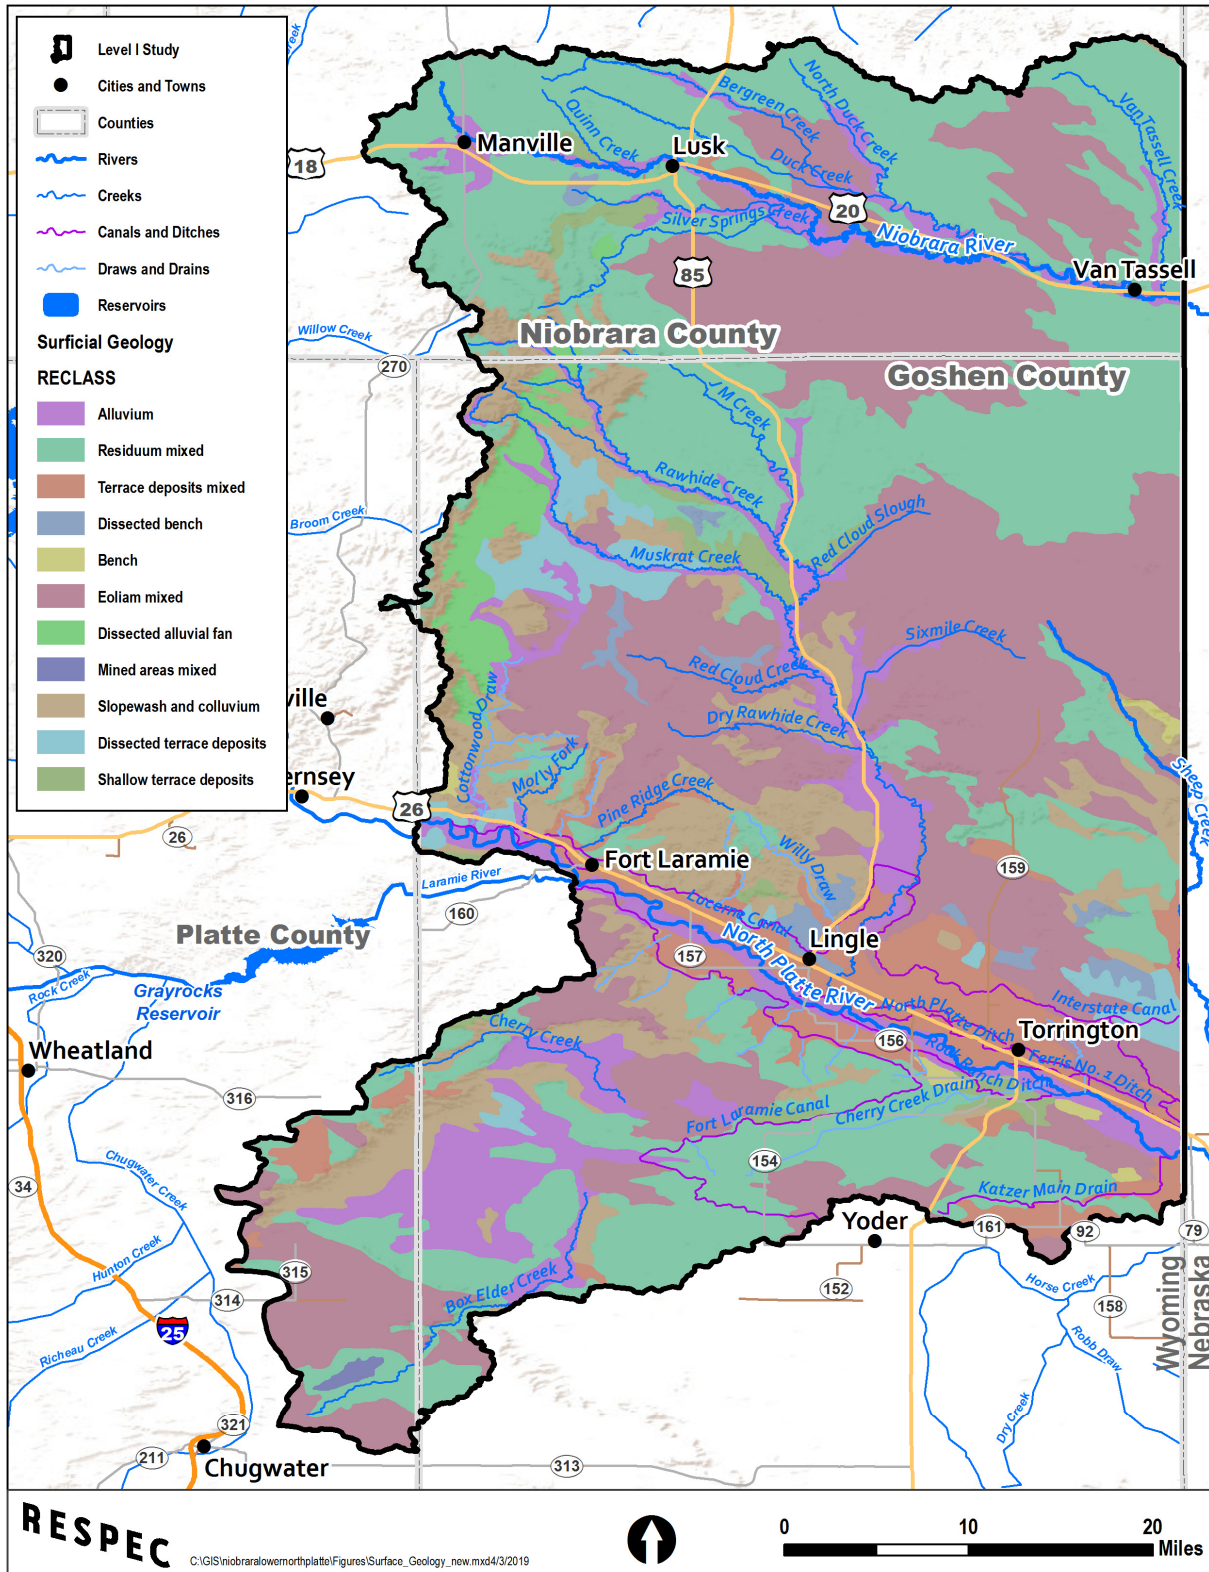 Level I Study
Cities and Towns
Counties
Rivers
Creeks
Canals and Ditches
Draws and Drains
Reservoirs
Surficial Geology
RECLASS
Alluvium
Residuum mixed
Terrace deposits mixed
Dissected bench
Bench
Eoliam mixed
Dissected alluvial fan
Mined areas mixed
Slopewash and colluvium
Dissected terrace deposits
Shallow terrace deposits
Creek
18
Manville
Quinn Creek
Lusk
Bergreen Creek
North Duck Creek
Duck Creek
Van Tassell Creek
Silver Springs Creek
20
Niobrara River
85
Van Tassell
Willow Creek
Niobrara County
270
Goshen County
M Creek
Rawhide Creek
Red Cloud Slough
Broom Creek
Muskrat Creek
Sixmile Creek
Red Cloud Creek
Cottonwood Draw
Dry Rawhide Creek
ville
Molly Fork
Sheep Creek
ernsey
26
Pine Ridge Creek
26
Willy Draw
Fort Laramie
159
Laramie River
160
Lucerne Canal
Platte County
Lingle
157
North Platte River
320
Rock Creek
Grayrocks
Reservoir
Interstate Canal
North Platte Ditch
Cherry Creek
Torrington
156
Wheatland
Rock Ranch Ditch
Ferris No. 1 Ditch
316
Fort Laramie Canal
Cherry Creek Drain
154
Chugwater Creek
34
Katzer Main Drain
Yoder
161
92
79
Hunton Creek
315
Box Elder Creek
152
Horse Creek
314
158
Wyoming
Nebraska
25
Richeau Creek
Robb Draw
Dry Creek
321
211
Chugwater
313
RESPEC
C:\GIS\niobraralowernorthplatte\Figures\Surface_Geology_new.mxd4/3/2019
0 10 20
Miles